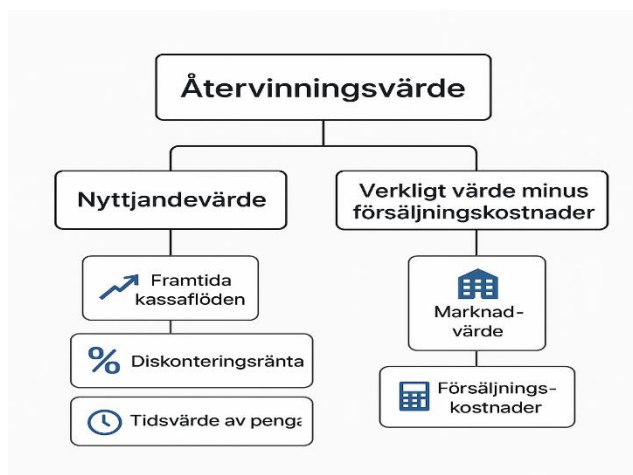 Återvinningsvärde
Nyttjandevärde
Framtida
kassaflöden
Diskonteringsränta
Tidsvärde av penga
Verkligt värde minus
försäljningskostnader
Marknad-
värde
Försäljnings-
kostnader